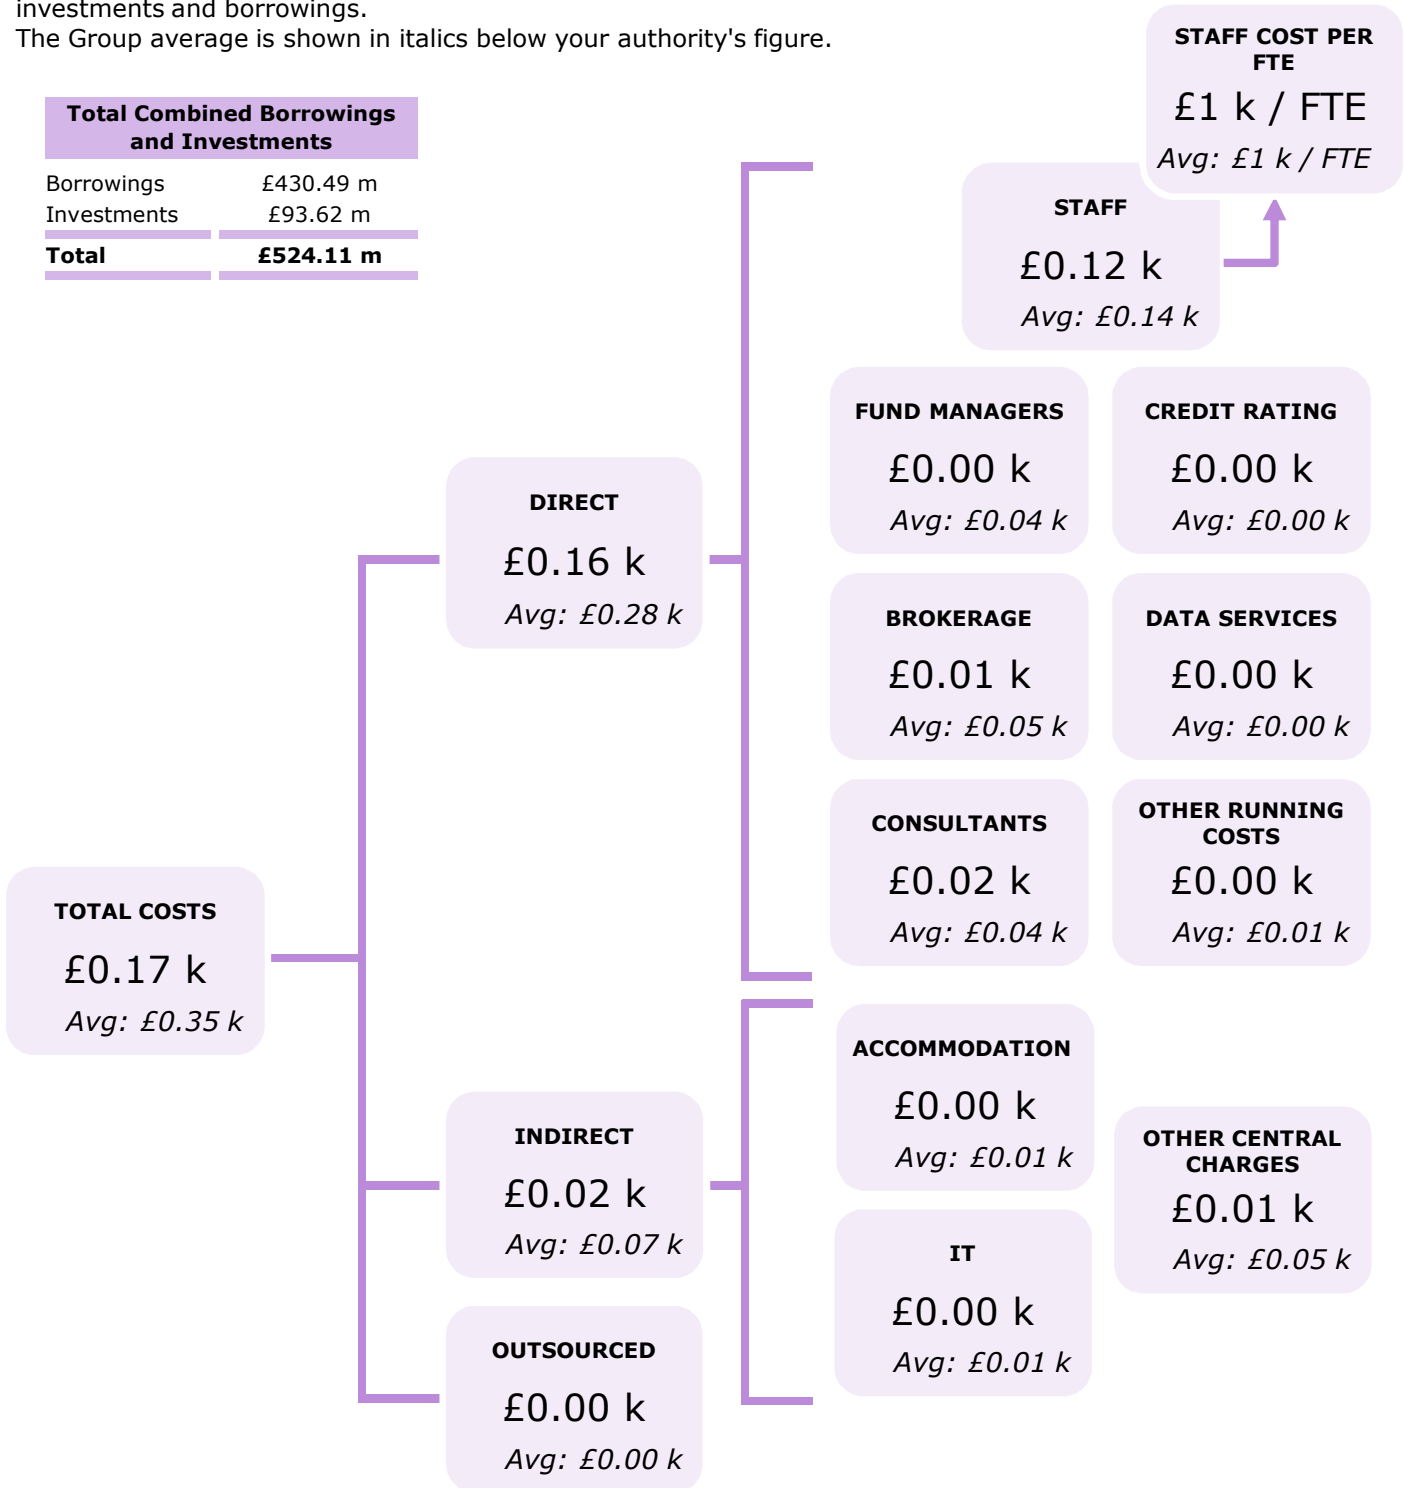 investments and borrowings.
The Group average is shown in italics below your authority's figure.
Total Combined Borrowings
and Investments
Borrowings £430.49 m
Investments £93.62 m
Total £524.11 m
STAFF COST PER
FTE
£1 k / FTE
Avg: £1 k / FTE
STAFF
£0.12 k
Avg: £0.14 k
FUND MANAGERS
£0.00 k
Avg: £0.04 k
CREDIT RATING
£0.00 k
Avg: £0.00 k
DIRECT
£0.16 k
Avg: £0.28 k
BROKERAGE
£0.01 k
Avg: £0.05 k
DATA SERVICES
£0.00 k
Avg: £0.00 k
CONSULTANTS
£0.02 k
Avg: £0.04 k
OTHER RUNNING
COSTS
£0.00 k
Avg: £0.01 k
TOTAL COSTS
£0.17 k
Avg: £0.35 k
ACCOMMODATION
£0.00 k
Avg: £0.01 k
INDIRECT
£0.02 k
Avg: £0.07 k
OTHER CENTRAL
CHARGES
£0.01 k
Avg: £0.05 k
IT
£0.00 k
Avg: £0.01 k
OUTSOURCED
£0.00 k
Avg: £0.00 k